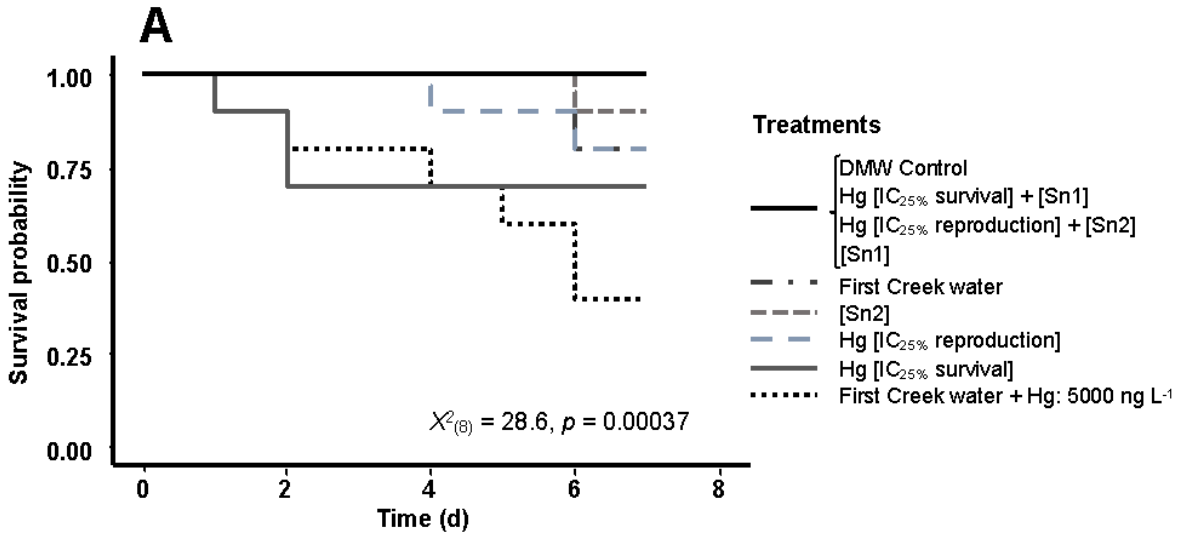 A
Survival probability
1.00
0.75
0.50
0.25
0.00
X²₍₈₎ = 28.6, p = 0.00037
0 2 4 6 8
Time (d)
Treatments
DMW Control
Hg [IC₂₅% survival] + [Sn1]
Hg [IC₂₅% reproduction] + [Sn2]
[Sn1]
First Creek water
[Sn2]
Hg [IC₂₅% reproduction]
Hg [IC₂₅% survival]
First Creek water + Hg: 5000 ng L⁻¹